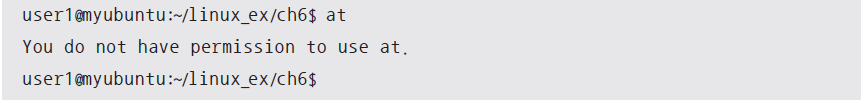 user1@myubuntu:~/linux_ex/ch6$ at
You do not have permission to use at.
user1@myubuntu:~/linux_ex/ch6$